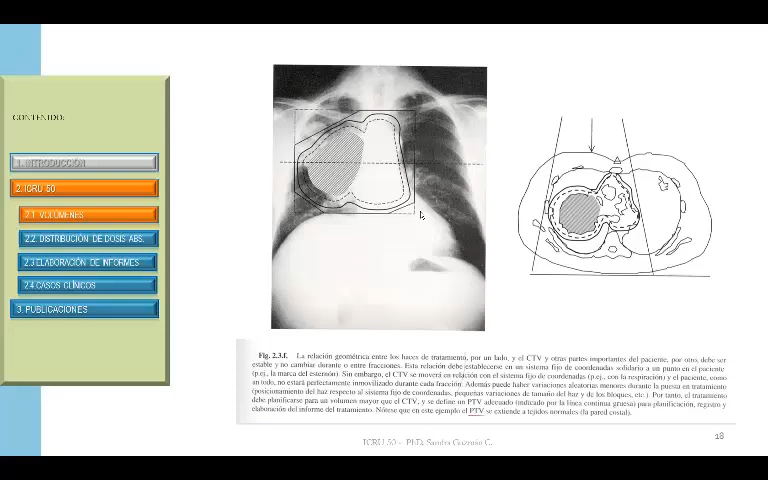 CONTENIDO:
1. INTRODUCCIÓN
2. ICRU 50
2.1 VOLÚMENES
2.2. DISTRIBUCIÓN DE DOSIS ABS.
2.3 ELABORACIÓN DE INFORMES
2.4 CASOS CLÍNICOS
3. PUBLICACIONES
Fig. 2.3.f. La relación geométrica entre los haces de tratamiento, por un lado, y el CTV y otras partes importantes del paciente, por otro, debe ser
estable y no cambiar durante o entre fracciones. Esta relación debe establecerse en un sistema fijo de coordenadas solidario a un punto en el paciente
(p.ej., la marca del esternón). Sin embargo, el CTV se moverá en relación con el sistema fijo de coordenadas (p.ej., con la respiración) y el paciente, como
un todo, no estará perfectamente inmovilizado durante cada fracción. Además puede haber variaciones aleatorias menores durante la puesta en tratamiento
(posicionamiento del haz respecto al sistema fijo de coordenadas, pequeñas variaciones de tamaño del haz y de los bloques, etc.). Por tanto, el tratamiento
debe planificarse para un volumen mayor que el CTV, y se define un PTV adecuado (indicado por la línea continua gruesa) para planificación, registro y
elaboración del informe del tratamiento. Nótese que en este ejemplo el PTV se extiende a tejidos normales (la pared costal).
ICRU 50 – PhD. Sandra Guzmán C.
18